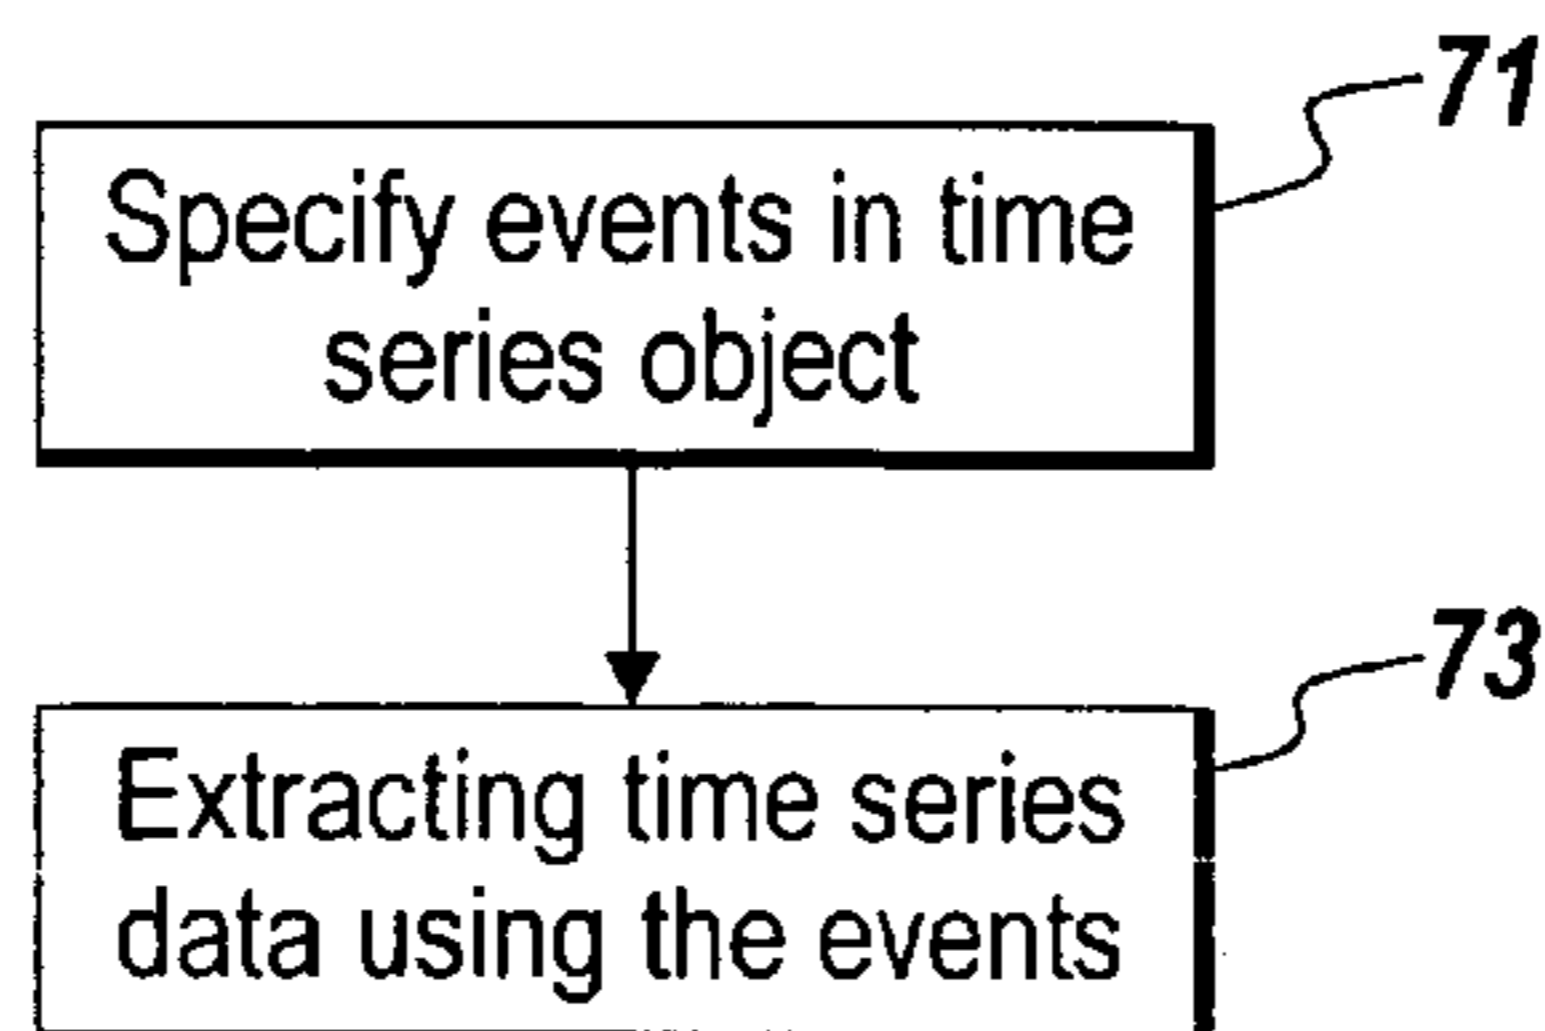 71
Specify events in time
series object
73
Extracting time series
data using the events